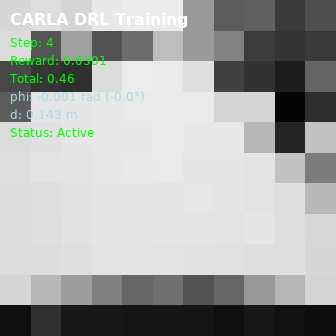 CARLA DRL Training
Step: 4
Reward: 0.0301
Total: 0.46
phi: -0.001 rad (-0.0°)
d: 0.143 m
Status: Active